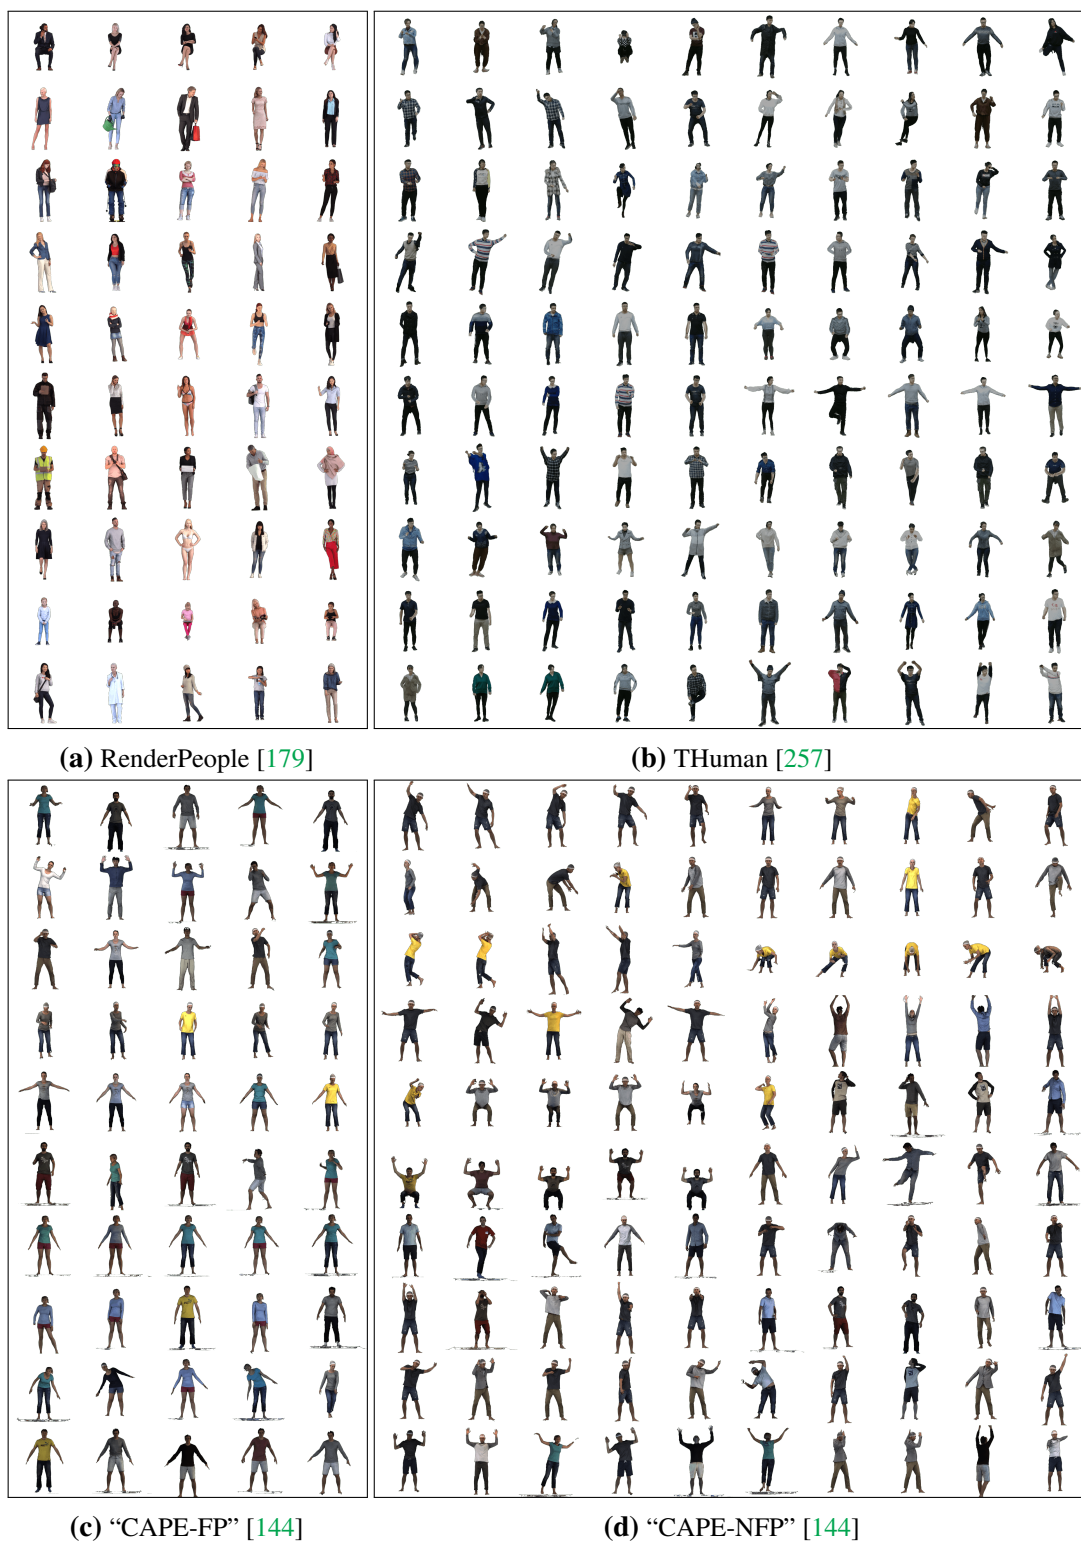 (a) RenderPeople [179]
(b) THuman [257]
(c) “CAPE-FP” [144]
(d) “CAPE-NFP” [144]